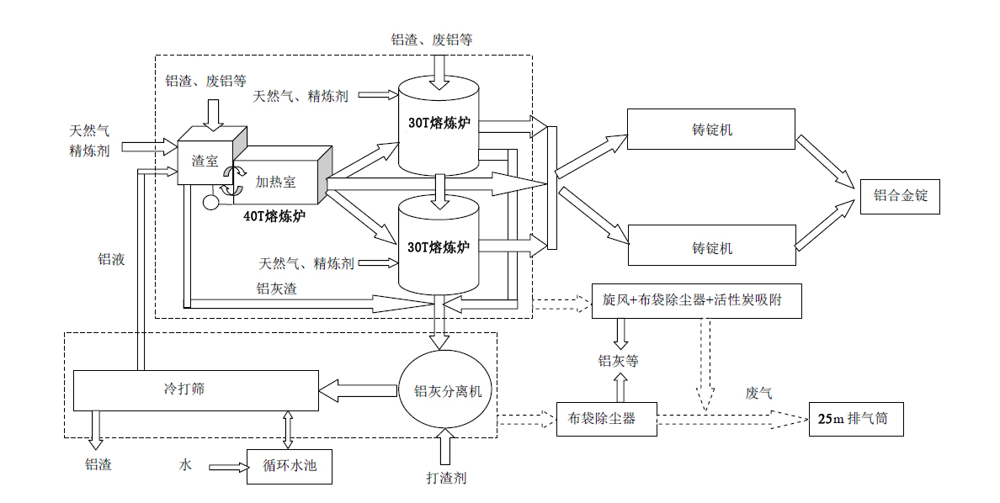 铝渣、废铝等
铝渣、废铝等
天然气、精炼剂
30T熔炼炉
铸锭机
天然气
精炼剂
渣室
加热室
铝合金锭
40T熔炼炉
30T熔炼炉
铸锭机
铝液
天然气、精炼剂
铝灰渣
旋风+布袋除尘器+活性炭吸附
铝灰等
冷打筛
铝灰分离机
废气
布袋除尘器
25m 排气筒
铝渣
水
循环水池
打渣剂